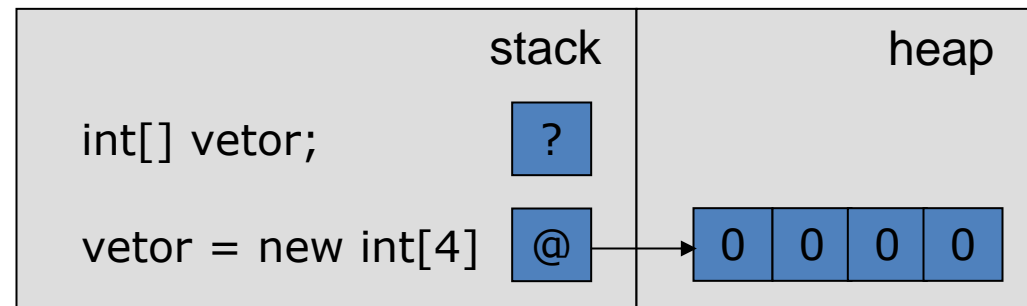 stack heap
int[] vetor; ?
vetor = new int[4] @ 0 0 0 0